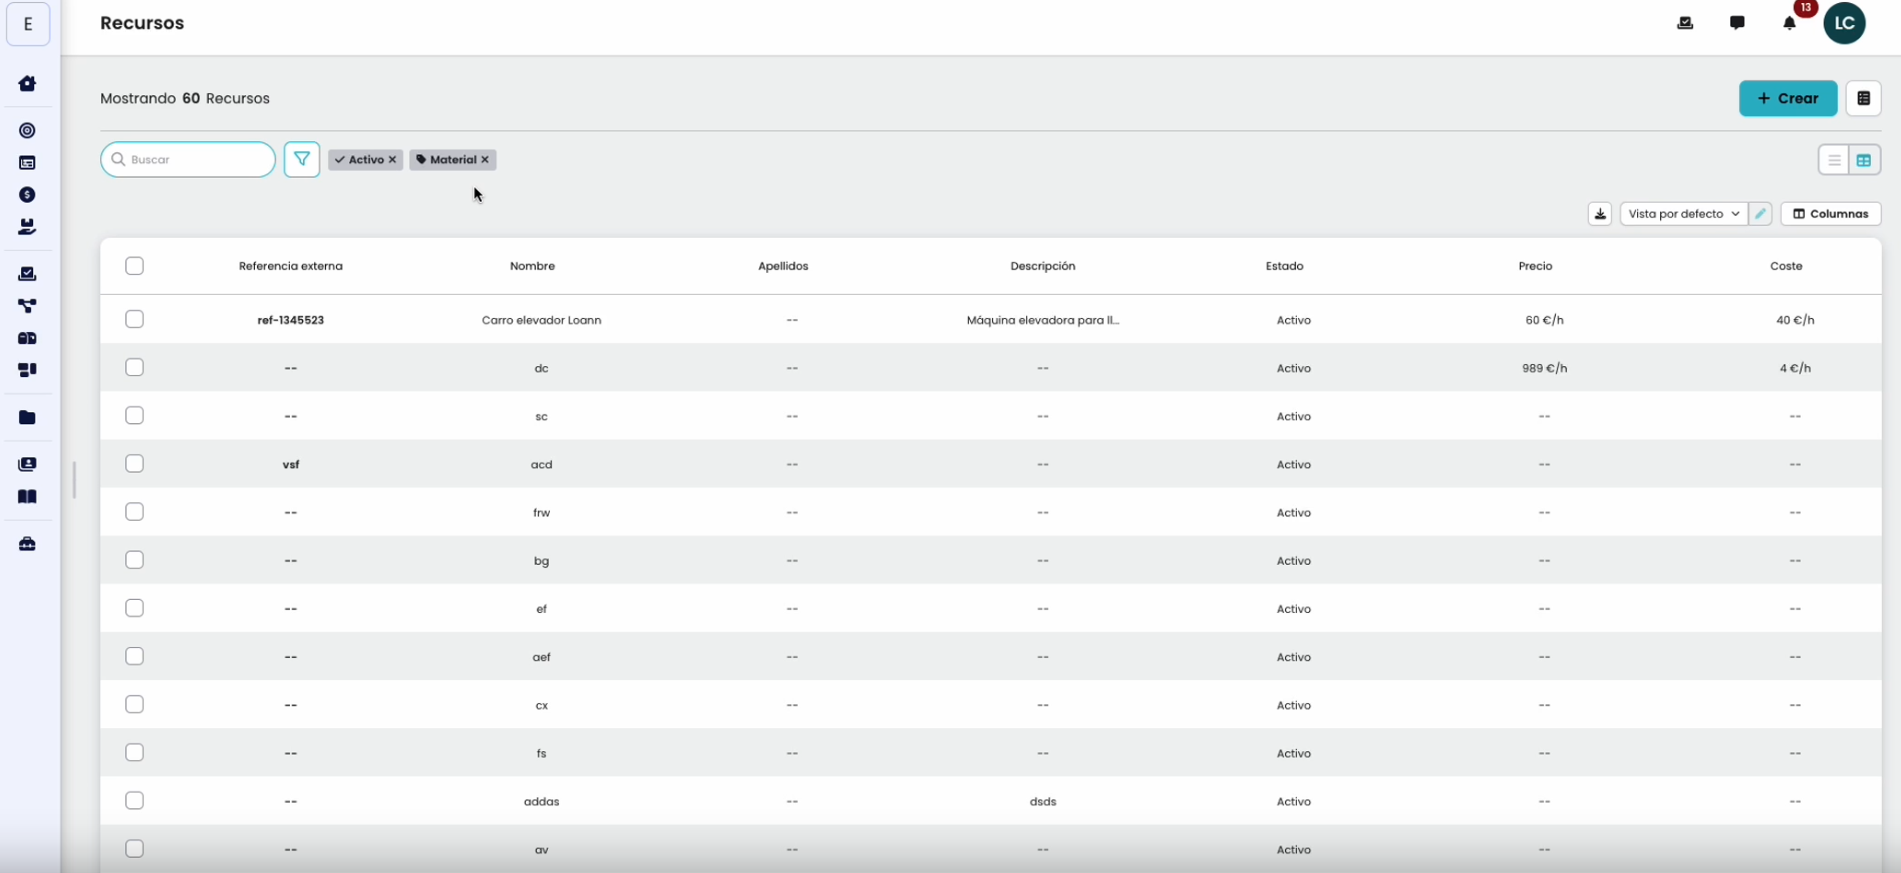 E
Recursos
13
LC
Mostrando 60 Recursos
+ Crear
Buscar
Activo
Material
Vista por defecto
Columnas
Referencia externa Nombre Apellidos Descripción Estado Precio Coste
ref-1345523 Carro elevador Loann -- Máquina elevadora para ll... Activo 60 €/h 40 €/h
-- dc -- -- Activo 989 €/h 4 €/h
-- sc -- -- Activo -- --
vsf acd -- -- Activo -- --
-- frw -- -- Activo -- --
-- bg -- -- Activo -- --
-- ef -- -- Activo -- --
-- aef -- -- Activo -- --
-- cx -- -- Activo -- --
-- fs -- -- Activo -- --
-- addas -- dsds Activo -- --
-- av -- -- Activo -- --